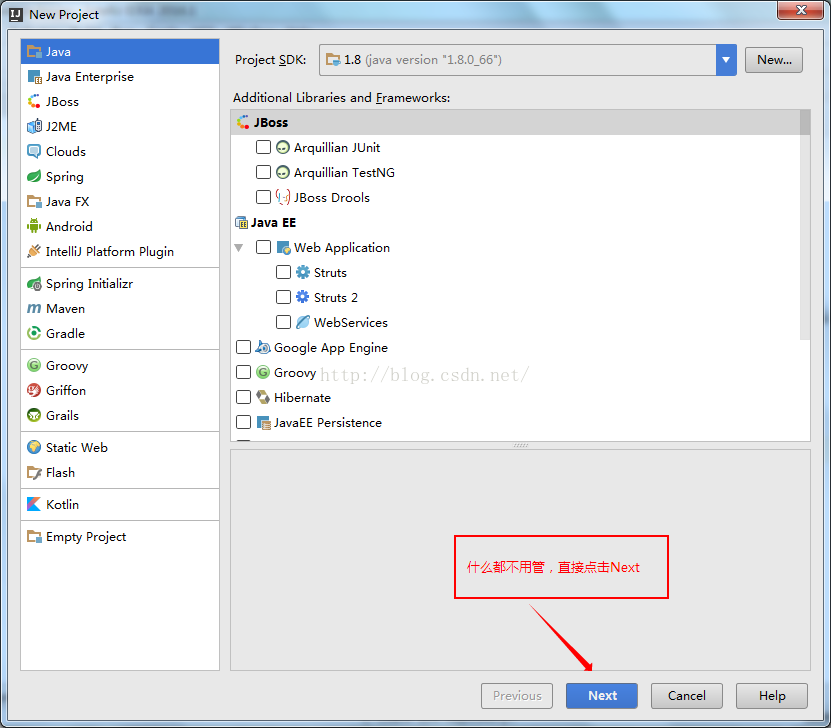 New Project
Java
Java Enterprise
JBoss
J2ME
Clouds
Spring
Java FX
Android
IntelliJ Platform Plugin
Spring Initializr
Maven
Gradle
Groovy
Griffon
Grails
Static Web
Flash
Kotlin
Empty Project
Project SDK: 1.8 (java version "1.8.0_66") New...
Additional Libraries and Frameworks:
JBoss
Arquillian JUnit
Arquillian TestNG
JBoss Drools
Java EE
Web Application
Struts
Struts 2
WebServices
Google App Engine
Groovy
http://blog.csdn.net/
Hibernate
JavaEE Persistence
什么都不用管，直接点击Next
Previous Next Cancel Help